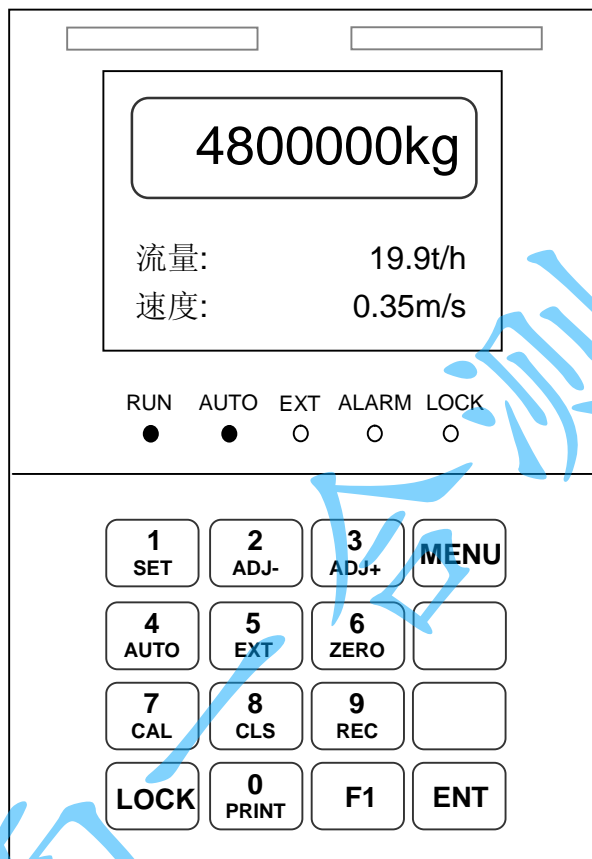 4800000kg
流量: 19.9t/h
速度: 0.35m/s
RUN AUTO EXT ALARM LOCK
1 2 3 MENU
SET ADJ- ADJ+
4 5 6
AUTO EXT ZERO
7 8 9
CAL CLS REC
LOCK 0 F1 ENT
PRINT
合测